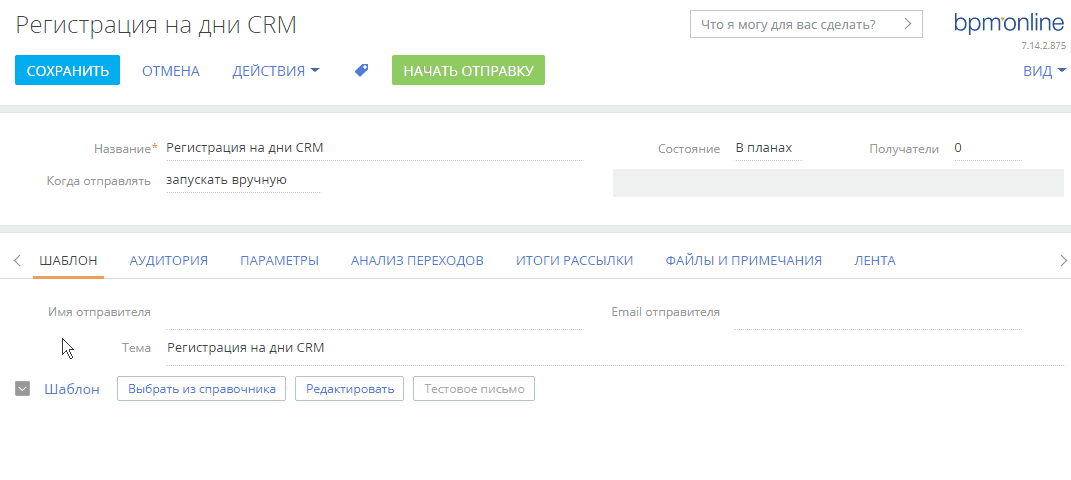 Регистрация на дни CRM
Что я могу для вас сделать?
bpmonline
7.14.2.875
СОХРАНИТЬ ОТМЕНА ДЕЙСТВИЯ НАЧАТЬ ОТПРАВКУ ВИД
Название* Регистрация на дни CRM Состояние В планах Получатели 0
Когда отправлять запускать вручную
ШАБЛОН АУДИТОРИЯ ПАРАМЕТРЫ АНАЛИЗ ПЕРЕХОДОВ ИТОГИ РАССЫЛКИ ФАЙЛЫ И ПРИМЕЧАНИЯ ЛЕНТА
Имя отправителя Email отправителя
Тема Регистрация на дни CRM
Шаблон Выбрать из справочника Редактировать Тестовое письмо